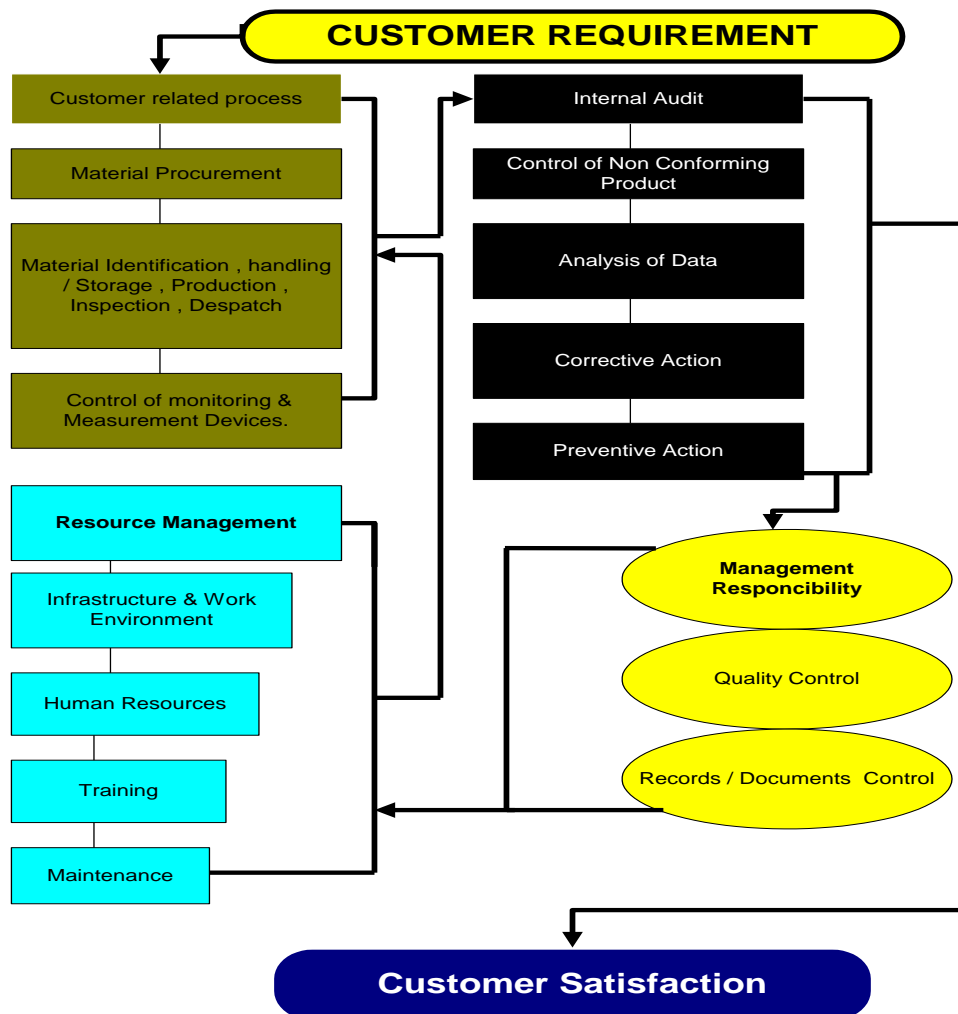 CUSTOMER REQUIREMENT
Customer related process
Material Procurement
Material Identification , handling
/ Storage , Production ,
Inspection , Despatch
Control of monitoring &
Measurement Devices.
Internal Audit
Control of Non Conforming
Product
Analysis of Data
Corrective Action
Preventive Action
Resource Management
Infrastructure & Work
Environment
Human Resources
Training
Maintenance
Management
Responcibility
Quality Control
Records / Documents Control
Customer Satisfaction